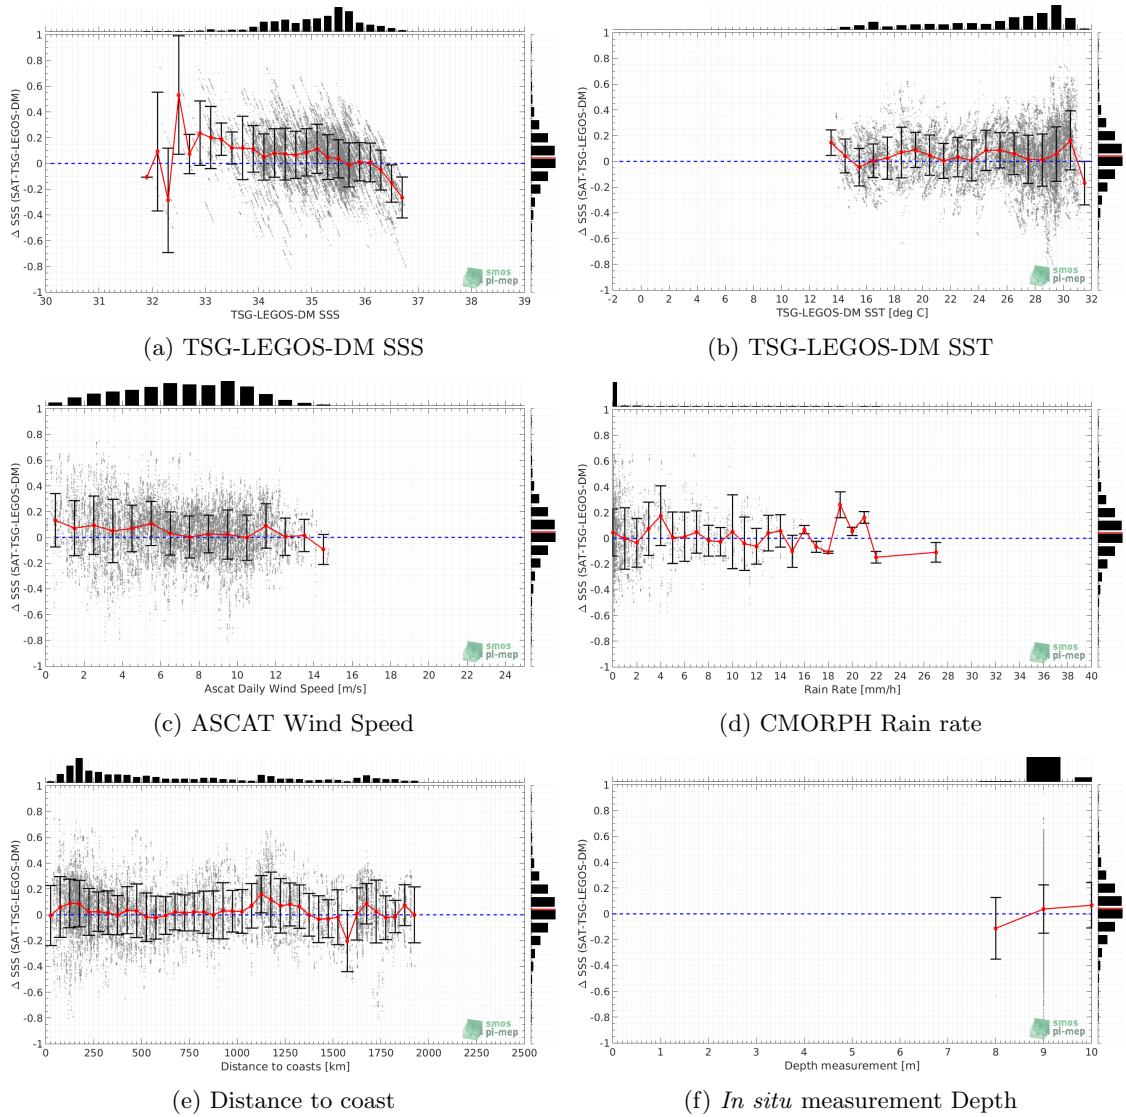 Δ SSS (SAT-TSG-LEGOS-DM)
1
0.8
0.6
0.4
0.2
0
-0.2
-0.4
-0.6
-0.8
-1
30 31 32 33 34 35 36 37 38 39
TSG-LEGOS-DM SSS
smos
pi-mep
(a) TSG-LEGOS-DM SSS
Δ SSS (SAT-TSG-LEGOS-DM)
1
0.8
0.6
0.4
0.2
0
-0.2
-0.4
-0.6
-0.8
-1
-2 0 2 4 6 8 10 12 14 16 18 20 22 24 26 28 30 32
TSG-LEGOS-DM SST [deg C]
smos
pi-mep
(b) TSG-LEGOS-DM SST
Δ SSS (SAT-TSG-LEGOS-DM)
1
0.8
0.6
0.4
0.2
0
-0.2
-0.4
-0.6
-0.8
-1
0 2 4 6 8 10 12 14 16 18 20 22 24
Ascat Daily Wind Speed [m/s]
smos
pi-mep
(c) ASCAT Wind Speed
Δ SSS (SAT-TSG-LEGOS-DM)
1
0.8
0.6
0.4
0.2
0
-0.2
-0.4
-0.6
-0.8
-1
0 2 4 6 8 10 12 14 16 18 20 22 24 26 28 30 32 34 36 38 40
Rain Rate [mm/h]
smos
pi-mep
(d) CMORPH Rain rate
Δ SSS (SAT-TSG-LEGOS-DM)
1
0.8
0.6
0.4
0.2
0
-0.2
-0.4
-0.6
-0.8
-1
0 250 500 750 1000 1250 1500 1750 2000 2250 2500
Distance to coasts [km]
smos
pi-mep
(e) Distance to coast
Δ SSS (SAT-TSG-LEGOS-DM)
1
0.8
0.6
0.4
0.2
0
-0.2
-0.4
-0.6
-0.8
-1
0 1 2 3 4 5 6 7 8 9 10
Depth measurement [m]
smos
pi-mep
(f) In situ measurement Depth